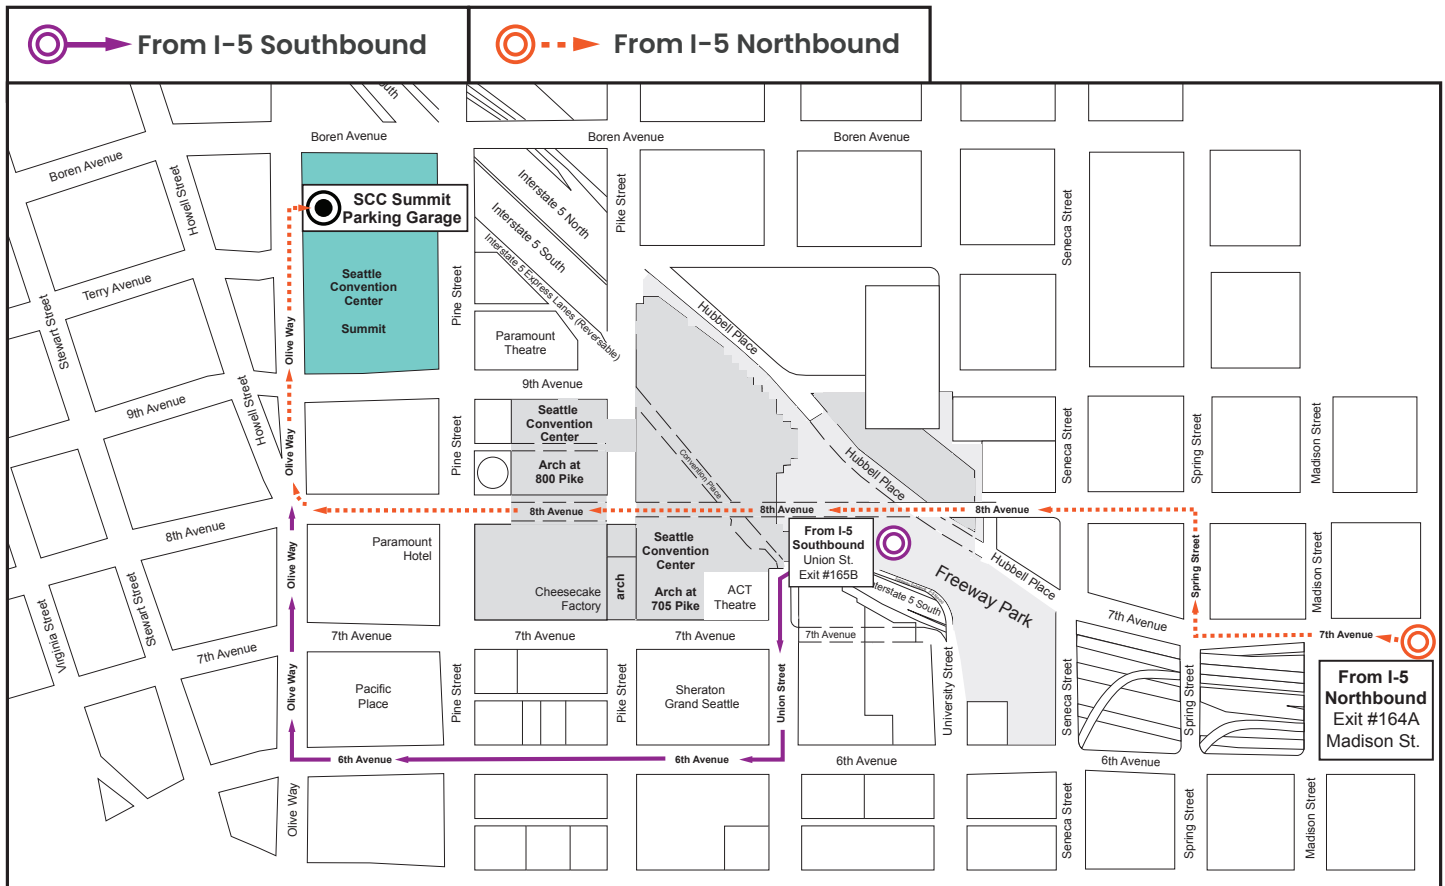 From I-5 Southbound
From I-5 Northbound
Boren Avenue
Boren Avenue
Boren Avenue
Boren Avenue
Howell Street
SCC Summit
Parking Garage
Interstate 5 North
Interstate 5 South
Interstate 5 Express Lanes (Reversable)
Pike Street
Seneca Street
Seattle
Convention
Center
Summit
Terry Avenue
Stewart Street
Olive Way
Pine Street
Paramount
Theatre
Hubbell Place
9th Avenue
9th Avenue
Howell Street
Olive Way
Pine Street
Seattle
Convention
Center
Arch at
800 Pike
Convention Place
Hubbell Place
Seneca Street
Spring Street
Madison Street
8th Avenue
8th Avenue
8th Avenue
8th Avenue
Olive Way
Paramount
Hotel
Cheesecake
Factory
arch
Seattle
Convention
Center
Arch at
705 Pike
ACT
Theatre
From I-5
Southbound
Union St.
Exit #165B
Interstate 5 South
Freeway Park
Hubbell Place
Spring Street
Madison Street
Virginia Street
Stewart Street
7th Avenue
7th Avenue
7th Avenue
7th Avenue
7th Avenue
7th Avenue
7th Avenue
Olive Way
Pacific
Place
Pine Street
Pike Street
Sheraton
Grand Seattle
Union Street
University Street
Seneca Street
Spring Street
From I-5
Northbound
Exit #164A
Madison St.
6th Avenue
6th Avenue
6th Avenue
6th Avenue
Olive Way
Seneca Street
Spring Street
Madison Street